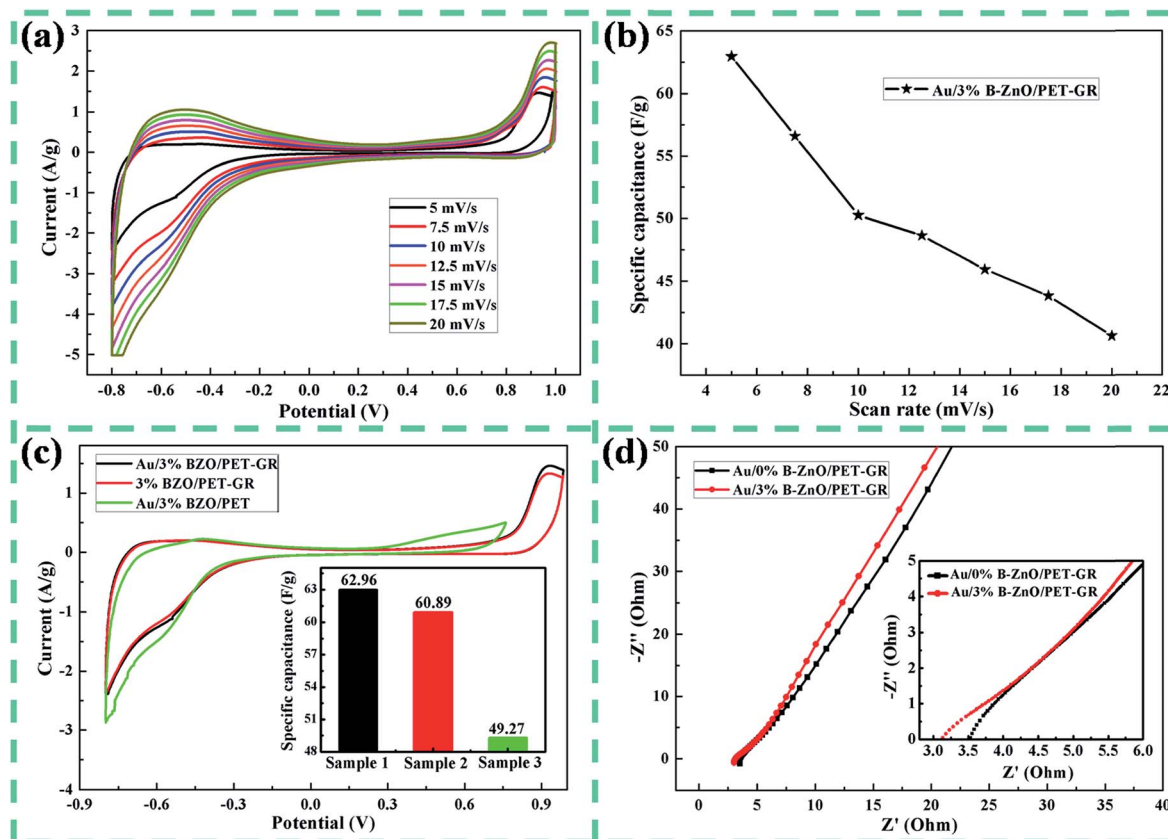 (a)
3
2
1
0
-1
-2
-3
-4
-5
Current (A/g)
5 mV/s
7.5 mV/s
10 mV/s
12.5 mV/s
15 mV/s
17.5 mV/s
20 mV/s
-0.8 -0.6 -0.4 -0.2 0.0 0.2 0.4 0.6 0.8 1.0
Potential (V)
(b)
65
60
55
50
45
40
Specific capacitance (F/g)
Au/3% B-ZnO/PET-GR
4 6 8 10 12 14 16 18 20 22
Scan rate (mV/s)
(c)
1
0
-1
-2
-3
-4
Current (A/g)
Au/3% BZO/PET-GR
3% BZO/PET-GR
Au/3% BZO/PET
66
63
60
57
54
51
48
Specific capacitance (F/g)
62.96
60.89
49.27
Sample 1 Sample 2 Sample 3
-0.9 -0.6 -0.3 0.0 0.3 0.6 0.9
Potential (V)
(d)
50
40
30
20
10
0
-Z'' (Ohm)
Au/0% B-ZnO/PET-GR
Au/3% B-ZnO/PET-GR
5
4
3
2
1
0
-Z'' (Ohm)
Au/0% B-ZnO/PET-GR
Au/3% B-ZnO/PET-GR
3.0 3.5 4.0 4.5 5.0 5.5 6.0
Z' (Ohm)
0 5 10 15 20 25 30 35 40
Z' (Ohm)